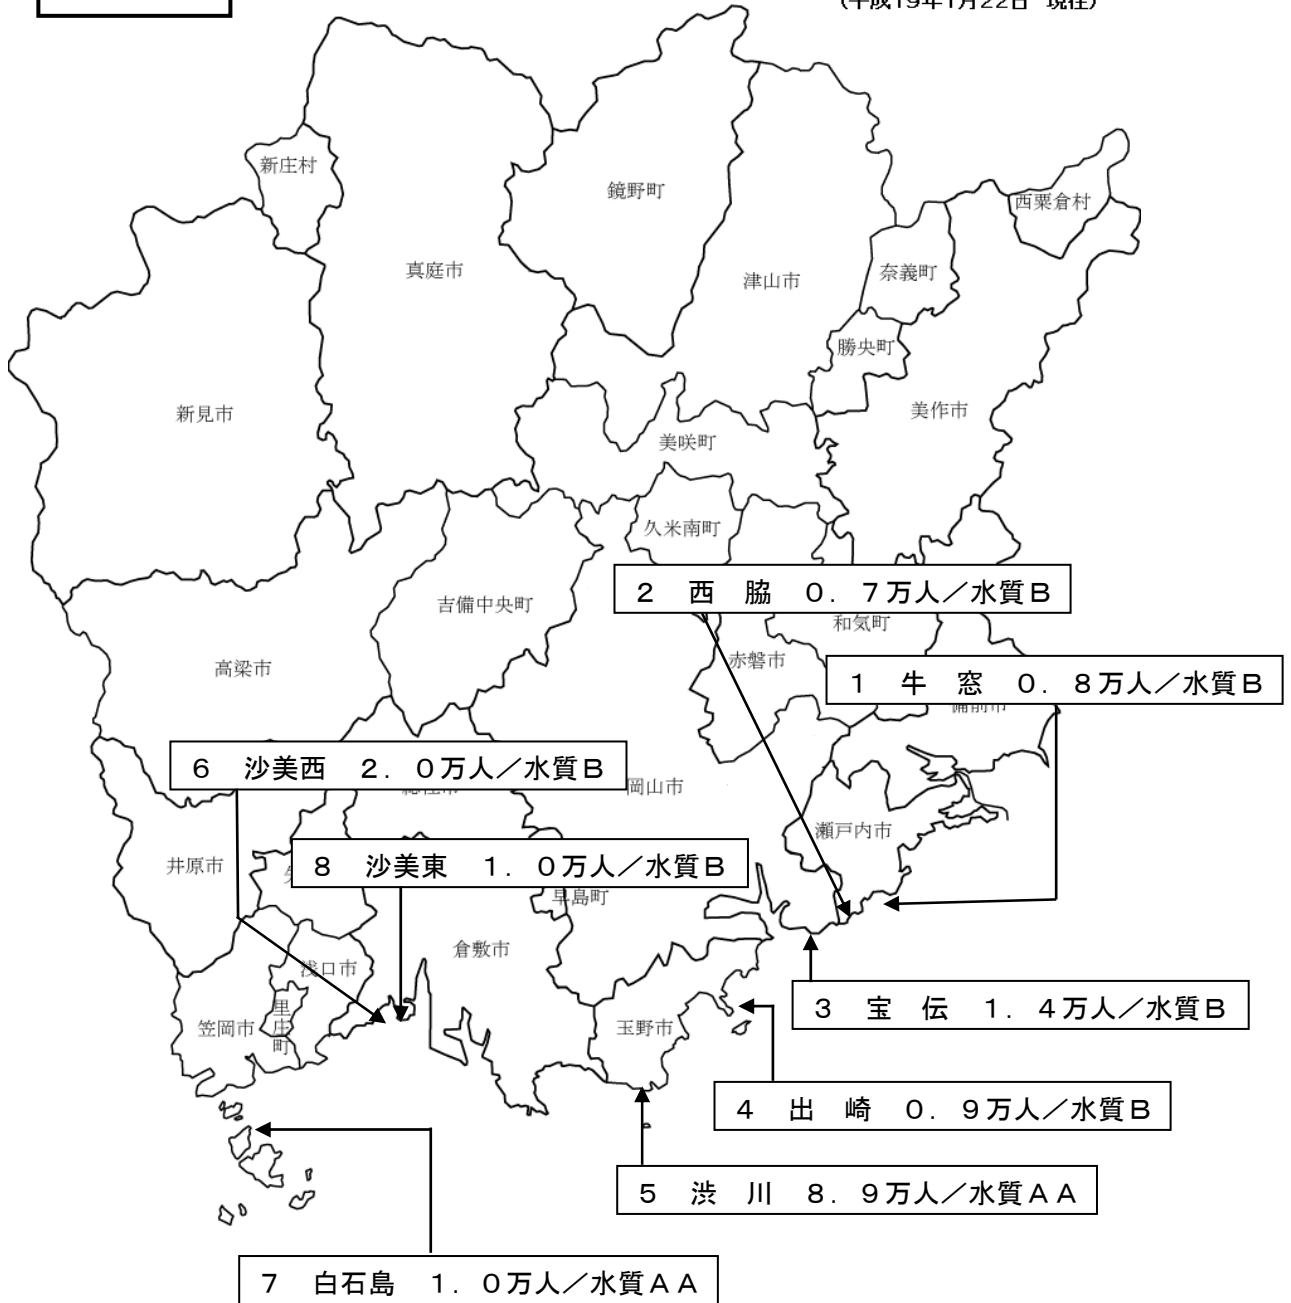 (平成19年1月22日 現在)
新庄村
鏡野町
西粟倉村
真庭市
津山市
奈義町
勝央町
新見市
美作市
美咲町
久米南町
2 西 脇 0.7万人/水質B
吉備中央町
和気町
高梁市
赤磐市
1 牛 窓 0.8万人/水質B
備前市
6 沙美西 2.0万人/水質B
岡山市
瀬戸内市
井原市
8 沙美東 1.0万人/水質B
早島町
倉敷市
浅口市
里庄町
笠岡市
玉野市
3 宝 伝 1.4万人/水質B
4 出 崎 0.9万人/水質B
5 渋 川 8.9万人/水質AA
7 白石島 1.0万人/水質AA